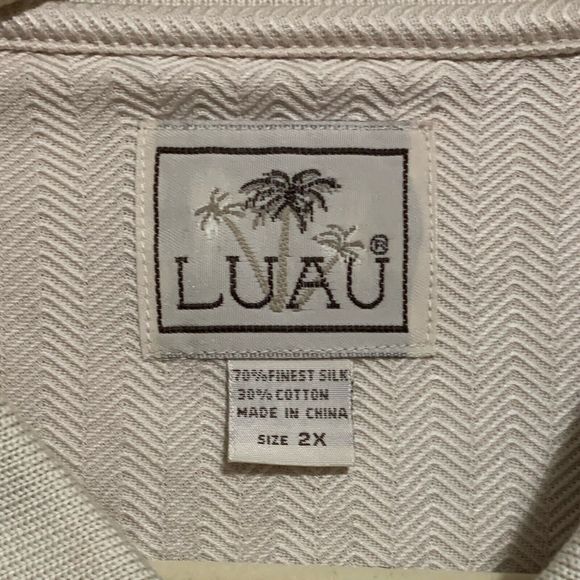 LUAU®
70% FINEST SILK
30% COTTON
MADE IN CHINA
SIZE 2X